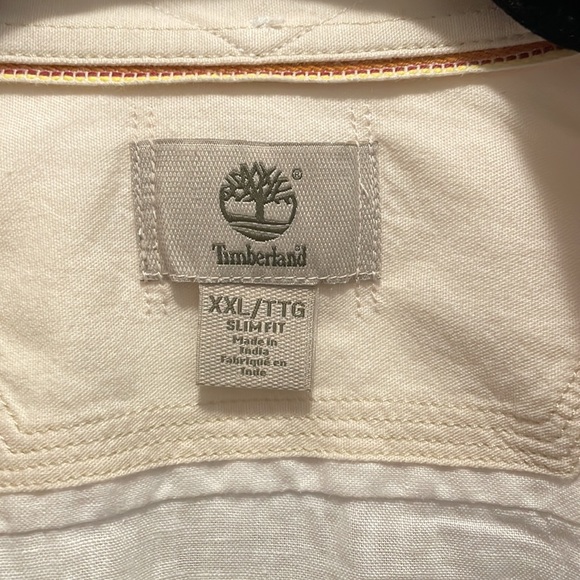 ®
Timberland®
XXL/TTG
SLIM FIT
Made in
India
Fabriqué en
Inde